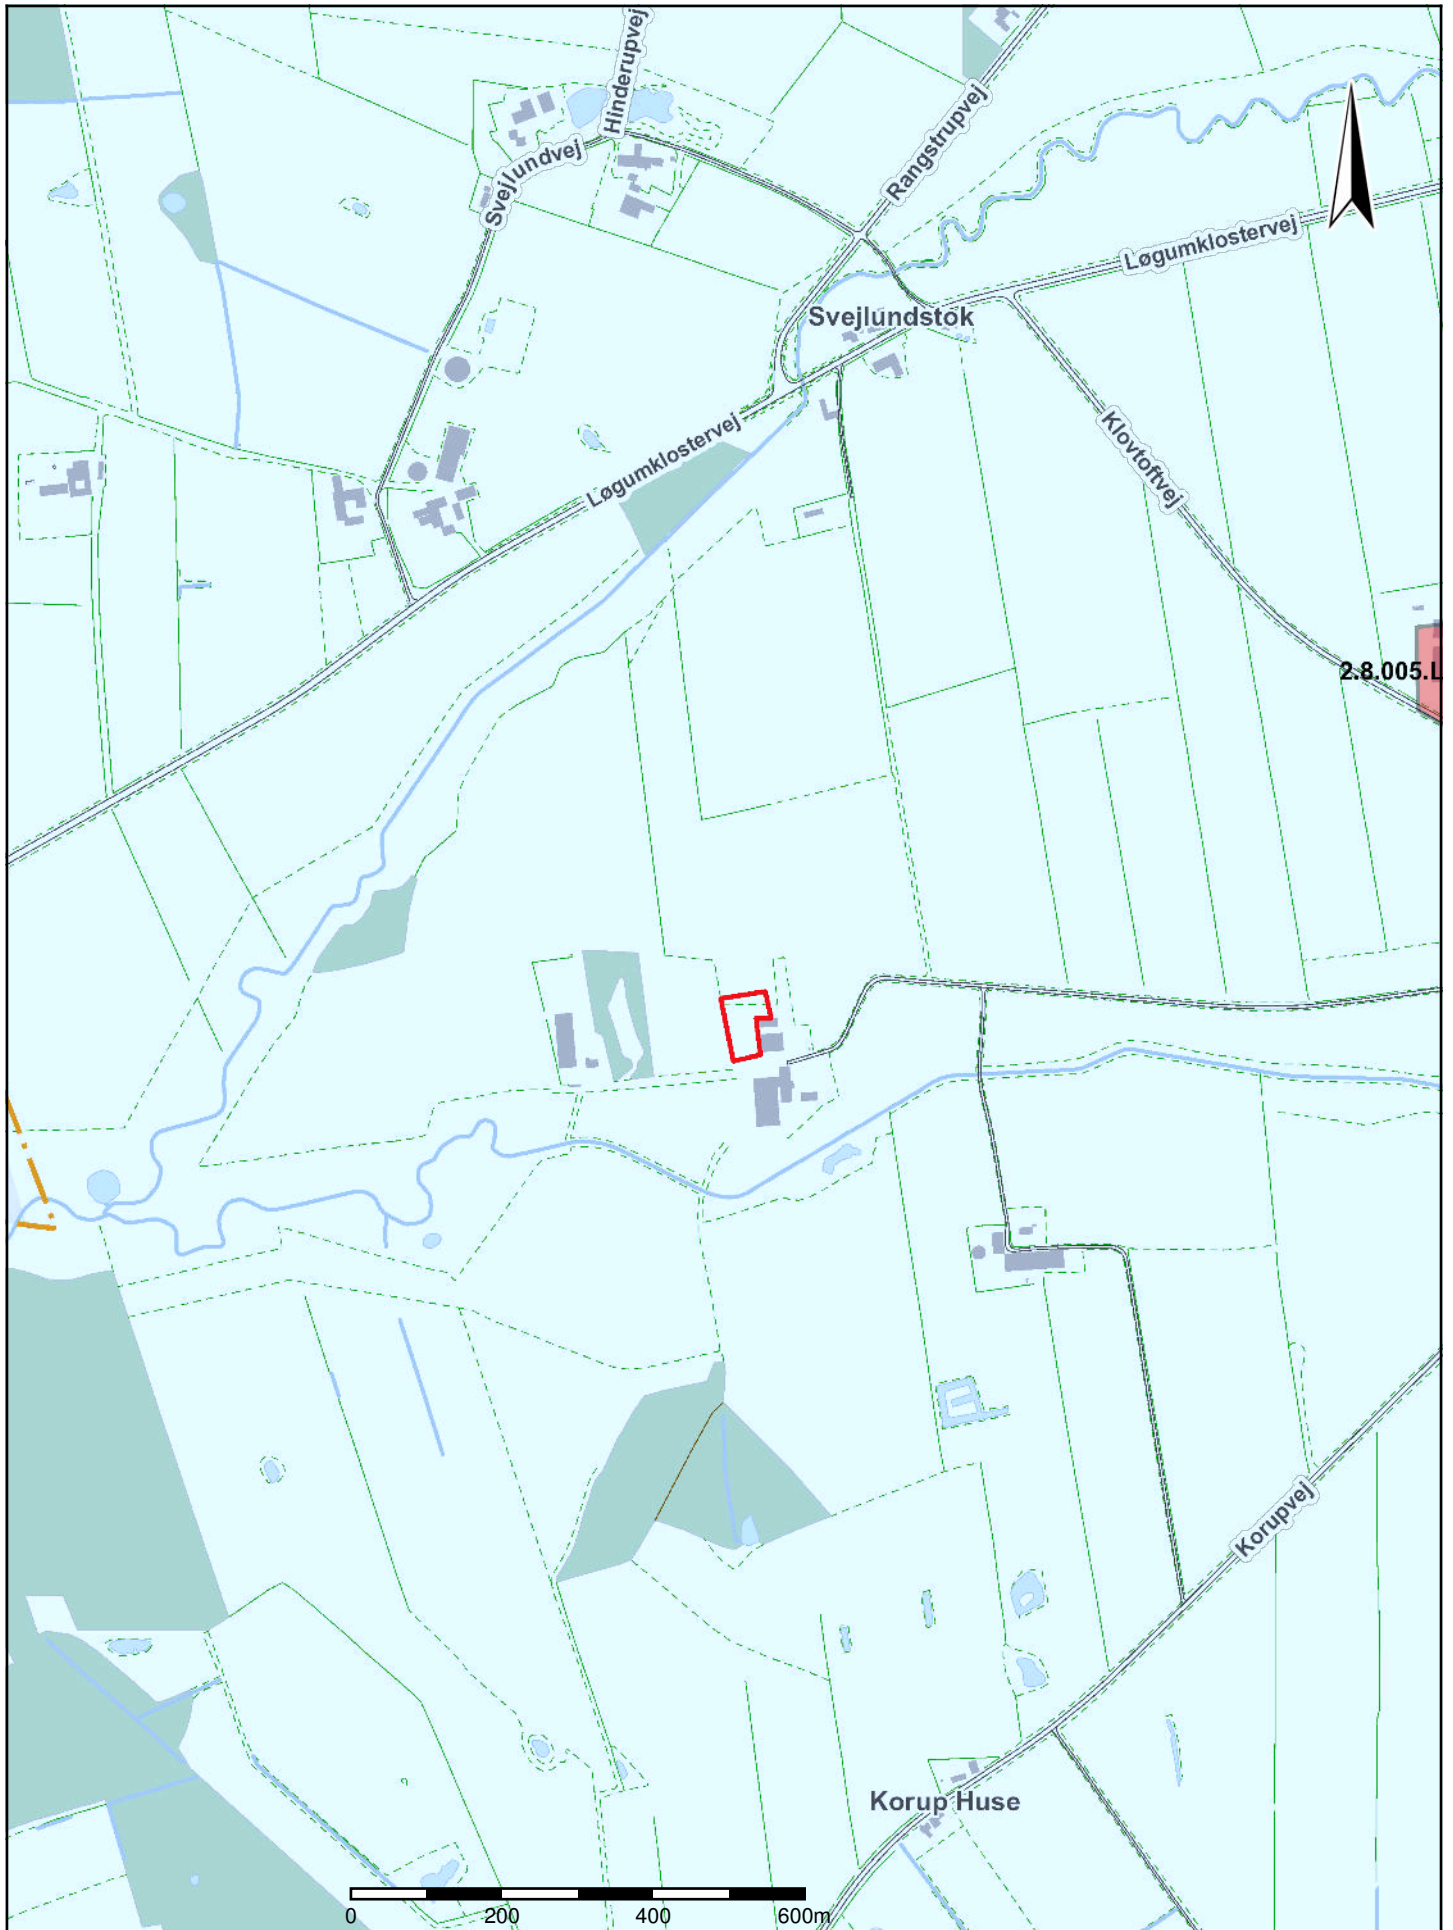 Hinderupvej
Rangstrupvej
Svejlundvej
Løgumklostervej
Svejlundstok
Løgumklostervej
Klovtoftvej
2.8.005.L
Korupvej
Korup Huse
0
200
400
600m